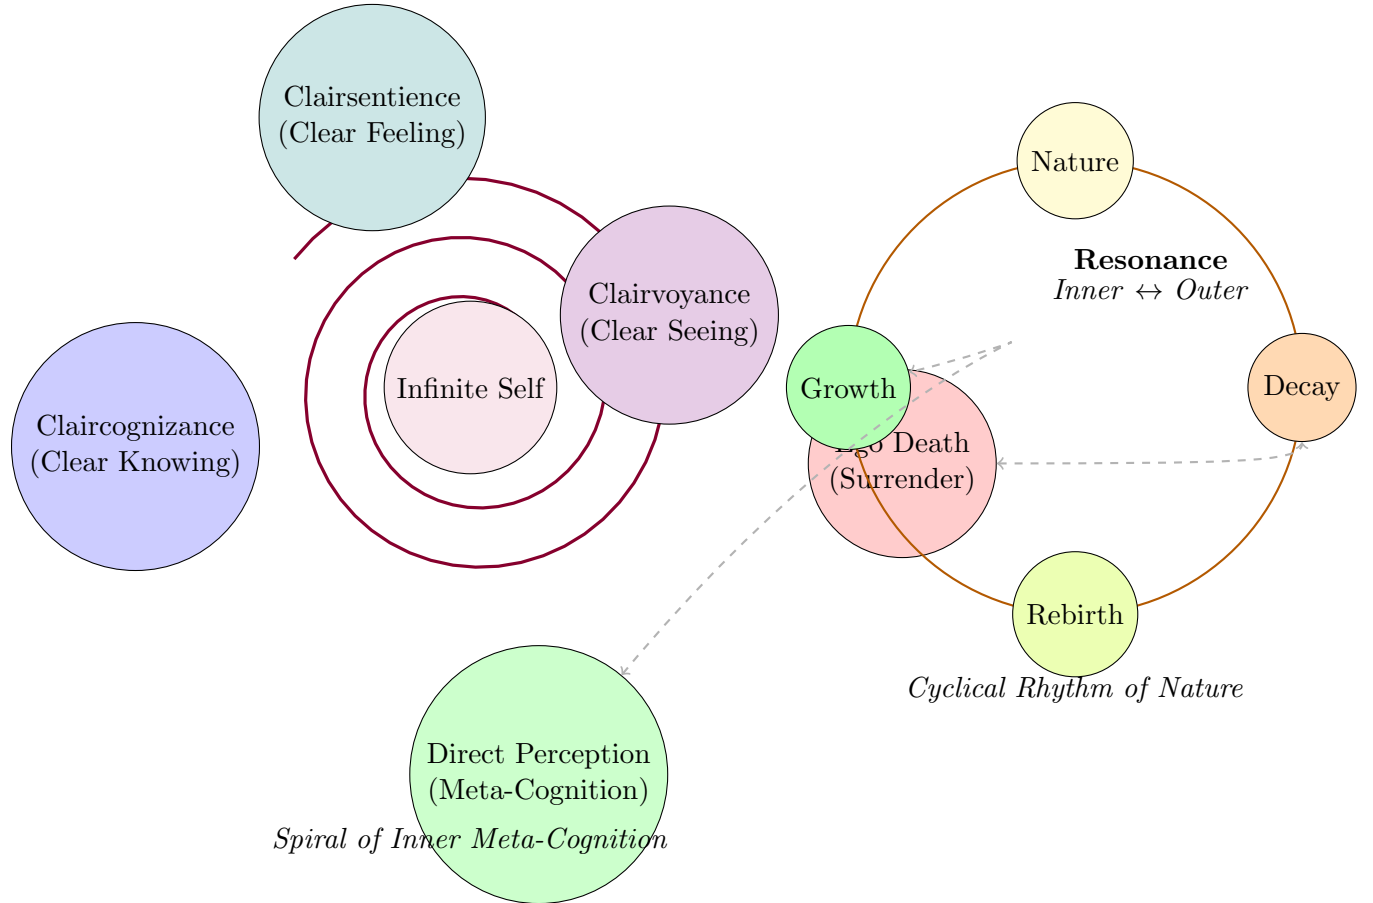 Clairsentience
(Clear Feeling)
Clairvoyance
(Clear Seeing)
Infinite Self
Claircognizance
(Clear Knowing)
Direct Perception
(Meta-Cognition)
Spiral of Inner Meta-Cognition
Nature
Resonance
Inner ↔ Outer
Growth
Decay
Ego Death
(Surrender)
Rebirth
Cyclical Rhythm of Nature